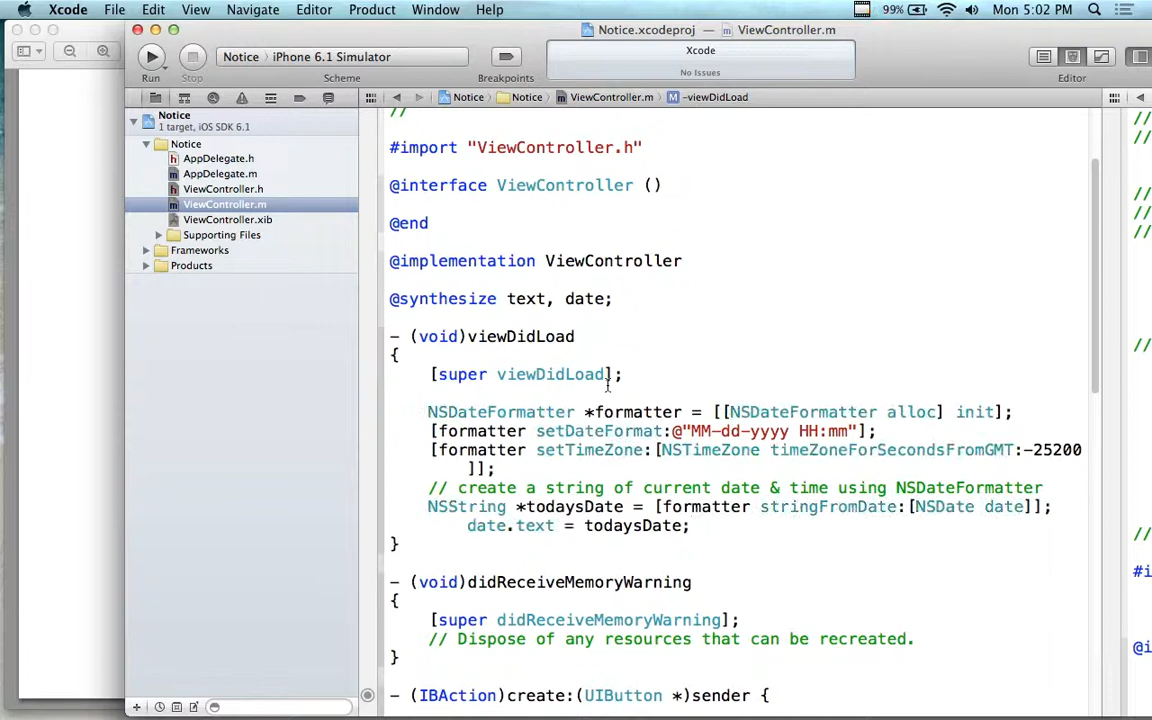 Xcode File Edit View Navigate Editor Product Window Help 99% Mon 5:02 PM
Notice.xcodeproj — ViewController.m
Notice iPhone 6.1 Simulator
Xcode
No Issues
Run Stop Scheme Breakpoints Editor
Notice Notice ViewController.m M -viewDidLoad
Notice
1 target, iOS SDK 6.1
Notice
h AppDelegate.h
m AppDelegate.m
h ViewController.h
m ViewController.m
ViewController.xib
Supporting Files
Frameworks
Products
//
#import "ViewController.h"
@interface ViewController ()
@end
@implementation ViewController
@synthesize text, date;
- (void)viewDidLoad
{
[super viewDidLoad];
NSDateFormatter *formatter = [[NSDateFormatter alloc] init];
[formatter setDateFormat:@"MM-dd-yyyy HH:mm"];
[formatter setTimeZone:[NSTimeZone timeZoneForSecondsFromGMT:-25200
]];
// create a string of current date & time using NSDateFormatter
NSString *todaysDate = [formatter stringFromDate:[NSDate date]];
date.text = todaysDate;
}
- (void)didReceiveMemoryWarning
{
[super didReceiveMemoryWarning];
// Dispose of any resources that can be recreated.
}
- (IBAction)create:(UIButton *)sender {
//
//
//
//
//
//
//
#i
@i